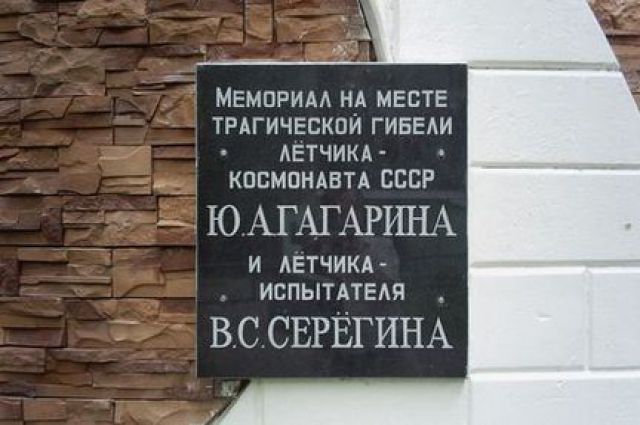 Мемориал на месте
трагической гибели
лётчика -
космонавта СССР
Ю.А.ГАГАРИНА
и лётчика -
испытателя
В.С.СЕРЁГИНА